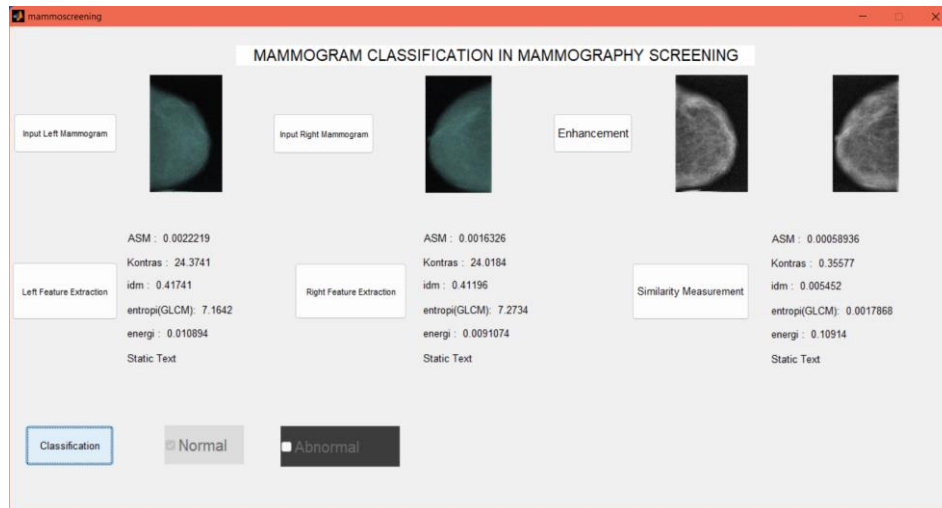 mammoscreening
MAMMOGRAM CLASSIFICATION IN MAMMOGRAPHY SCREENING
Input Left Mammogram
Input Right Mammogram
Enhancement
Left Feature Extraction
ASM : 0.0022219
Kontras : 24.3741
idm : 0.41741
entropi(GLCM): 7.1642
energi : 0.010894
Static Text
Right Feature Extraction
ASM : 0.0016326
Kontras : 24.0184
idm : 0.41196
entropi(GLCM): 7.2734
energi : 0.0091074
Static Text
Similarity Measurement
ASM : 0.00058936
Kontras : 0.35577
idm : 0.005452
entropi(GLCM): 0.0017868
energi : 0.10914
Static Text
Classification
Normal
Abnormal